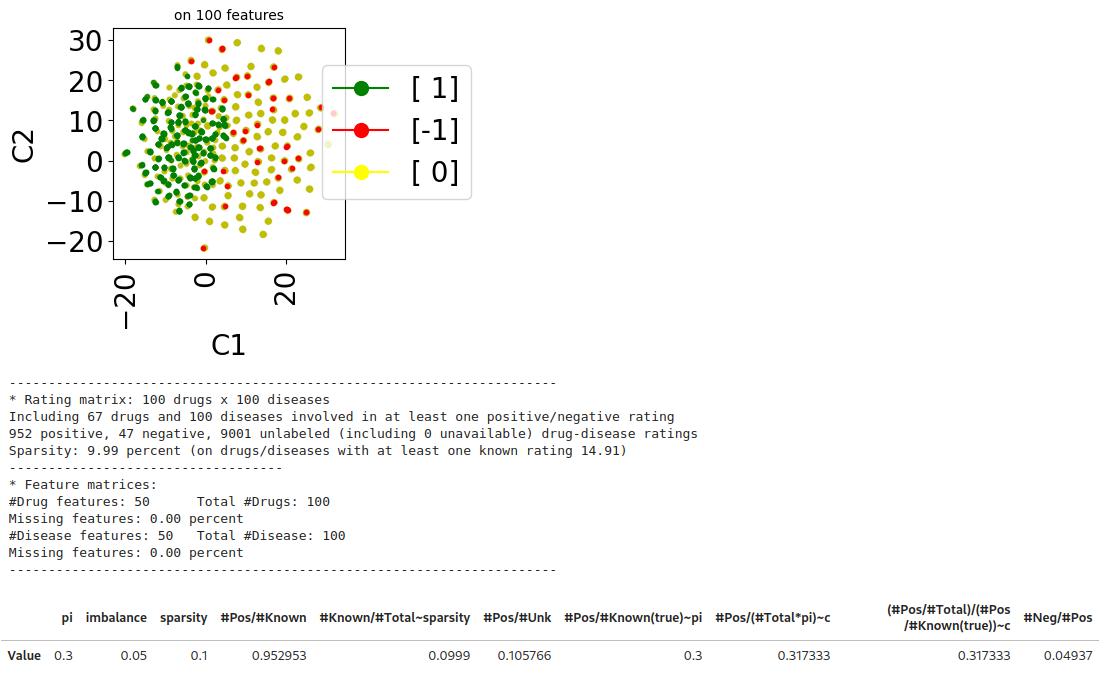 on 100 features
30
20
10
0
−10
−20
C2
−20
0
20
C1
[ 1]
[-1]
[ 0]
----------------------------------------------------------------------
* Rating matrix: 100 drugs x 100 diseases
Including 67 drugs and 100 diseases involved in at least one positive/negative rating
952 positive, 47 negative, 9001 unlabeled (including 0 unavailable) drug-disease ratings
Sparsity: 9.99 percent (on drugs/diseases with at least one known rating 14.91)
-----------------------------------
* Feature matrices:
#Drug features: 50      Total #Drugs: 100
Missing features: 0.00 percent
#Disease features: 50   Total #Disease: 100
Missing features: 0.00 percent
----------------------------------------------------------------------
pi imbalance sparsity #Pos/#Known #Known/#Total~sparsity #Pos/#Unk #Pos/#Known(true)~pi #Pos/(#Total*pi)~c (#Pos/#Total)/(#Pos
/#Known(true))~c #Neg/#Pos
Value 0.3 0.05 0.1 0.952953 0.0999 0.105766 0.3 0.317333 0.317333 0.04937